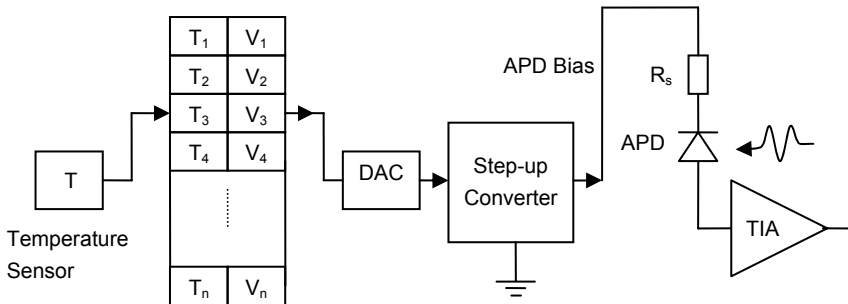 T₁ V₁
T₂ V₂
APD Bias
Rₛ
T₃ V₃
T₄ V₄
APD
T
DAC
Step-up
Converter
TIA
Temperature
Sensor
Tₙ Vₙ